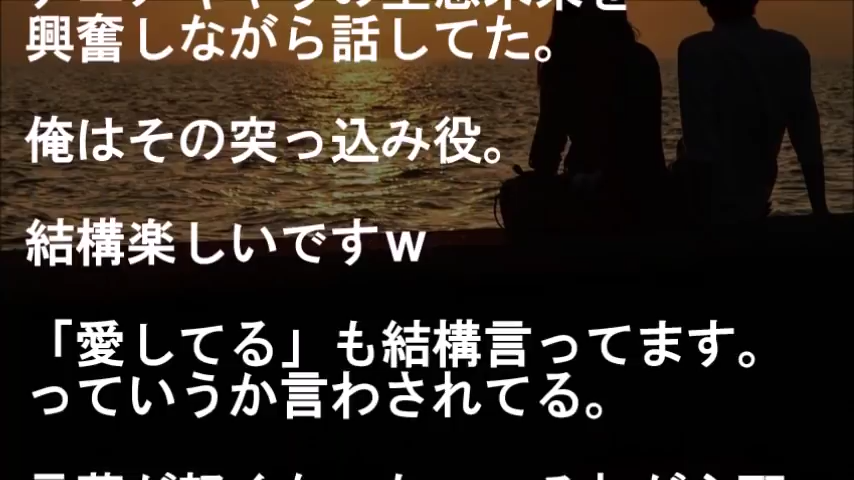 興奮しながら話してた。
俺はその突っ込み役。
結構楽しいですｗ
「愛してる」も結構言ってます。
っていうか言わされてる。